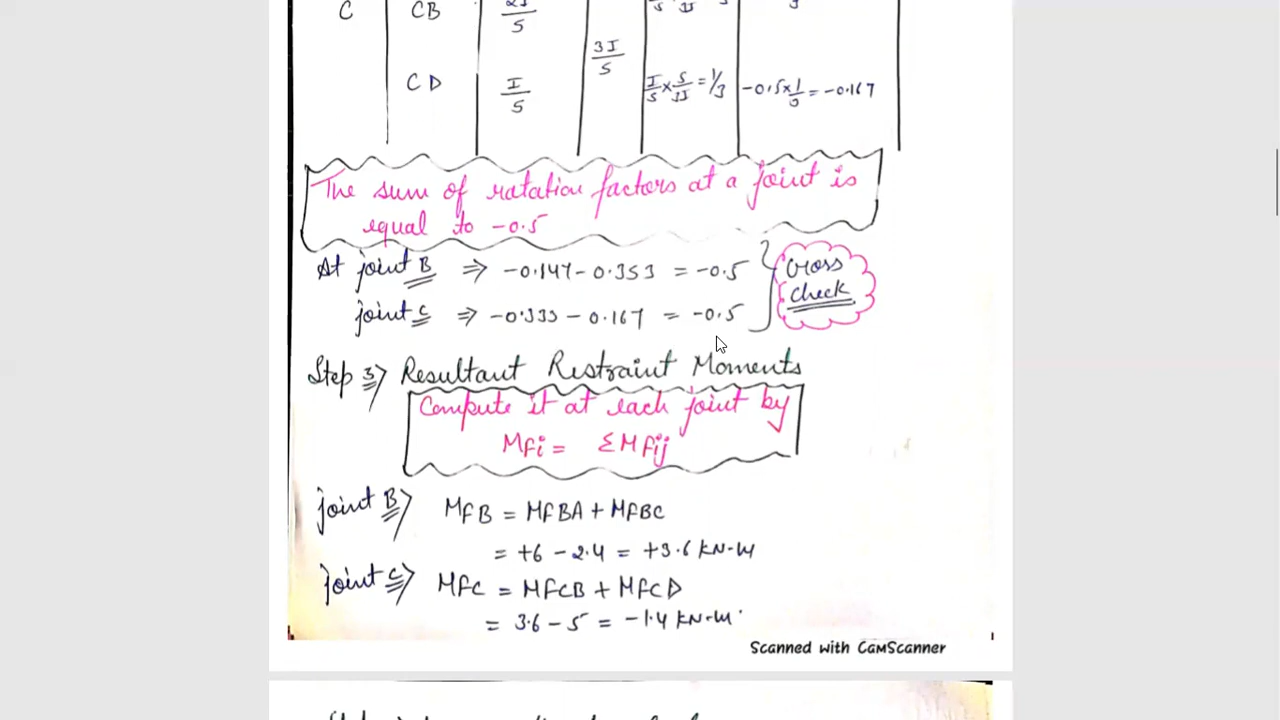 C CB 2I/5
3I/5
CD I/5 I/5 × 5/3I = 1/3 -0.5×1/3 = -0.167
The sum of rotation factors at a joint is
equal to -0.5
At joint B ⇒ -0.147-0.353 = -0.5
Cross
joint C ⇒ -0.333 - 0.167 = -0.5
Check
Step 3⟩ Resultant Restraint Moments
Compute it at each joint by
Mfi = ΣMfij
joint B⟩ MfB = MfBA + MfBC
= +6 - 2.4 = +3.6 KN-M
joint C⟩ MfC = MfCB + MfCD
= 3.6 - 5 = -1.4 KN-M
Scanned with CamScanner